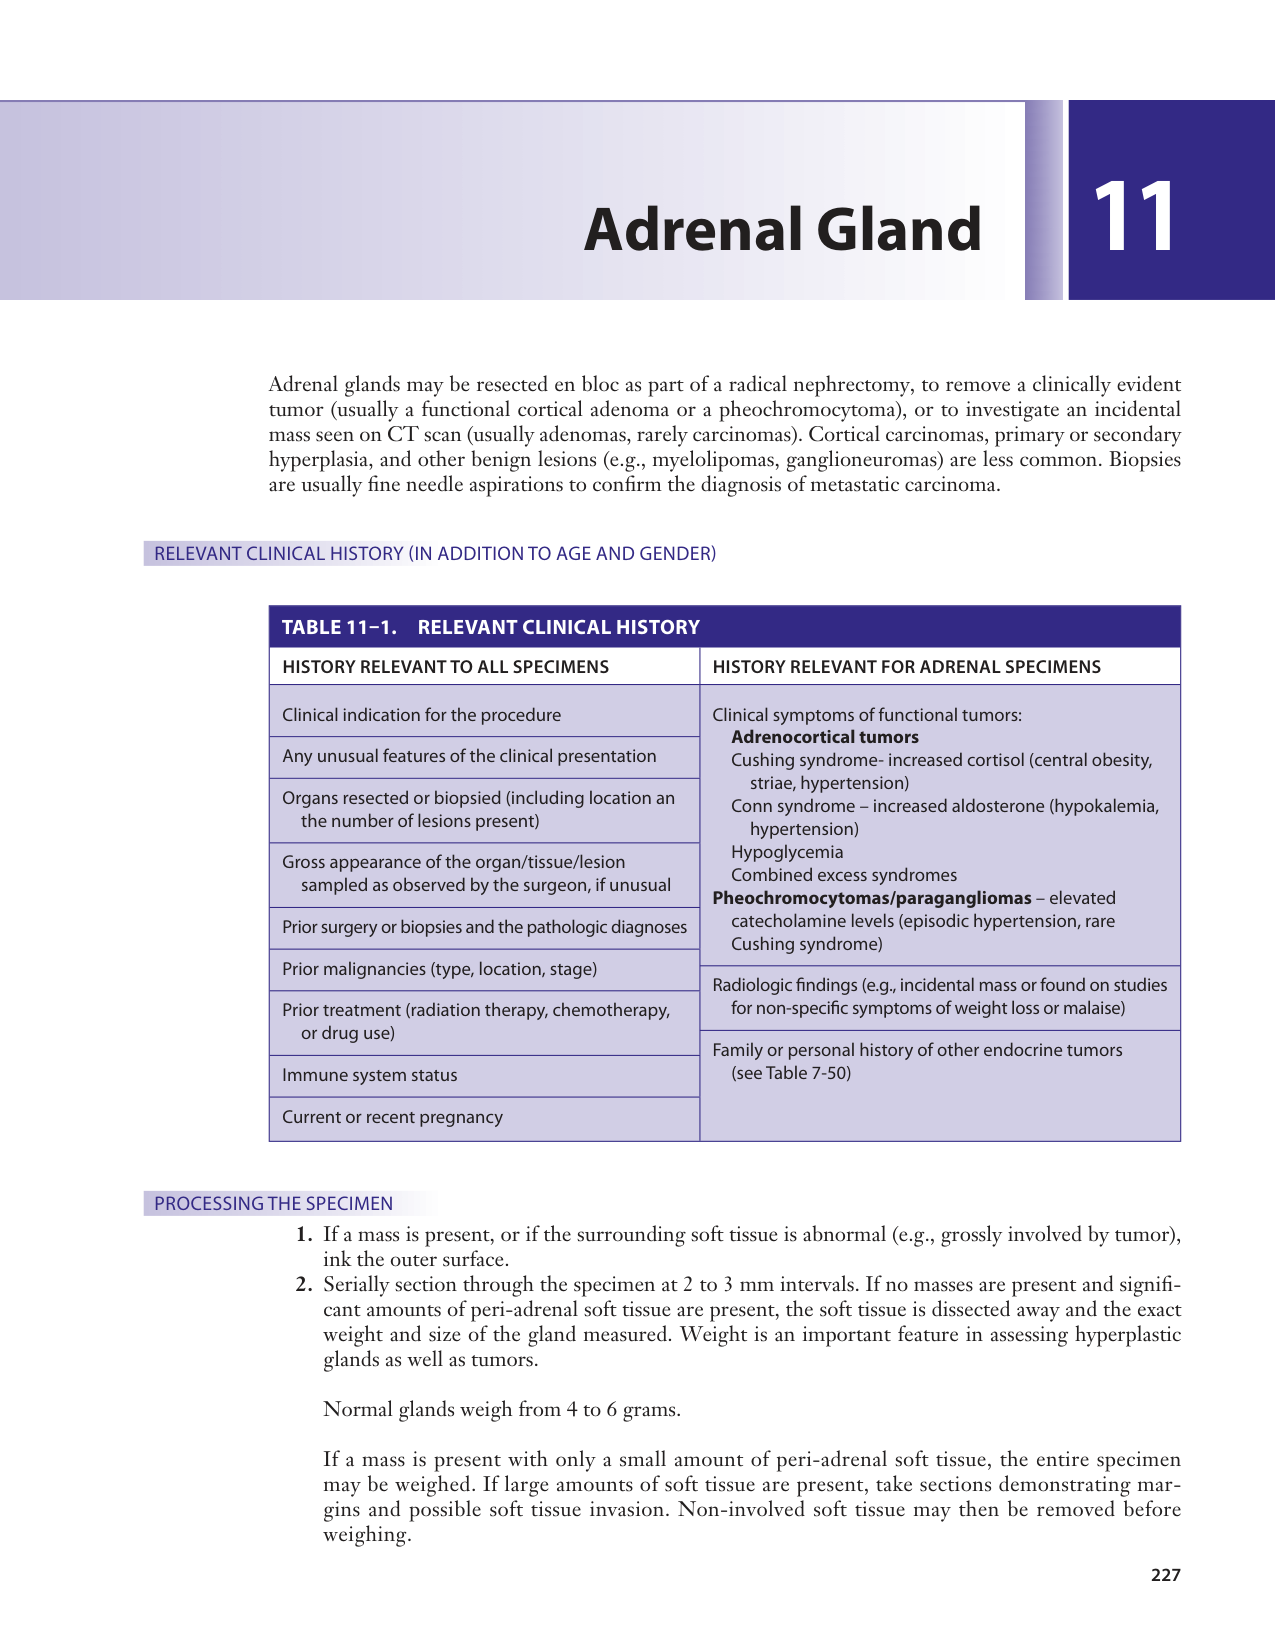 Adrenal Gland
11
Adrenal glands may be resected en bloc as part of a radical nephrectomy, to remove a clinically evident
tumor (usually a functional cortical adenoma or a pheochromocytoma), or to investigate an incidental
mass seen on CT scan (usually adenomas, rarely carcinomas). Cortical carcinomas, primary or secondary
hyperplasia, and other benign lesions (e.g., myelolipomas, ganglioneuromas) are less common. Biopsies
are usually fine needle aspirations to confirm the diagnosis of metastatic carcinoma.
RELEVANT CLINICAL HISTORY (IN ADDITION TO AGE AND GENDER)
TABLE 11–1. RELEVANT CLINICAL HISTORY
HISTORY RELEVANT TO ALL SPECIMENS
Clinical indication for the procedure
Any unusual features of the clinical presentation
Organs resected or biopsied (including location an
the number of lesions present)
Gross appearance of the organ/tissue/lesion
sampled as observed by the surgeon, if unusual
Prior surgery or biopsies and the pathologic diagnoses
Prior malignancies (type, location, stage)
Prior treatment (radiation therapy, chemotherapy,
or drug use)
Immune system status
Current or recent pregnancy
HISTORY RELEVANT FOR ADRENAL SPECIMENS
Clinical symptoms of functional tumors:
Adrenocortical tumors
Cushing syndrome- increased cortisol (central obesity,
striae, hypertension)
Conn syndrome – increased aldosterone (hypokalemia,
hypertension)
Hypoglycemia
Combined excess syndromes
Pheochromocytomas/paragangliomas – elevated
catecholamine levels (episodic hypertension, rare
Cushing syndrome)
Radiologic findings (e.g., incidental mass or found on studies
for non-specific symptoms of weight loss or malaise)
Family or personal history of other endocrine tumors
(see Table 7-50)
PROCESSING THE SPECIMEN
1. If a mass is present, or if the surrounding soft tissue is abnormal (e.g., grossly involved by tumor),
ink the outer surface.
2. Serially section through the specimen at 2 to 3 mm intervals. If no masses are present and signifi-
cant amounts of peri-adrenal soft tissue are present, the soft tissue is dissected away and the exact
weight and size of the gland measured. Weight is an important feature in assessing hyperplastic
glands as well as tumors.
Normal glands weigh from 4 to 6 grams.
If a mass is present with only a small amount of peri-adrenal soft tissue, the entire specimen
may be weighed. If large amounts of soft tissue are present, take sections demonstrating mar-
gins and possible soft tissue invasion. Non-involved soft tissue may then be removed before
weighing.
227